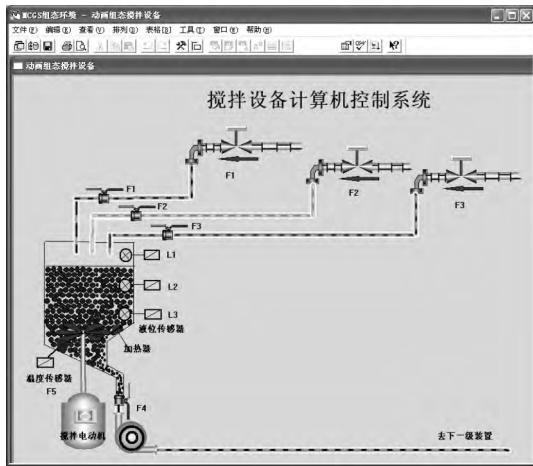 MCGS组态环境 - 动画组态搅拌设备
文件(F) 编辑(E) 查看(V) 排列(D) 表格(B) 工具(T) 窗口(W) 帮助(H)
动画组态搅拌设备
搅拌设备计算机控制系统
F1
F2
F3
F1
F2
F3
L1
L2
L3
液位传感器
加热器
温度传感器
F5
F4
搅拌电动机
去下一级装置